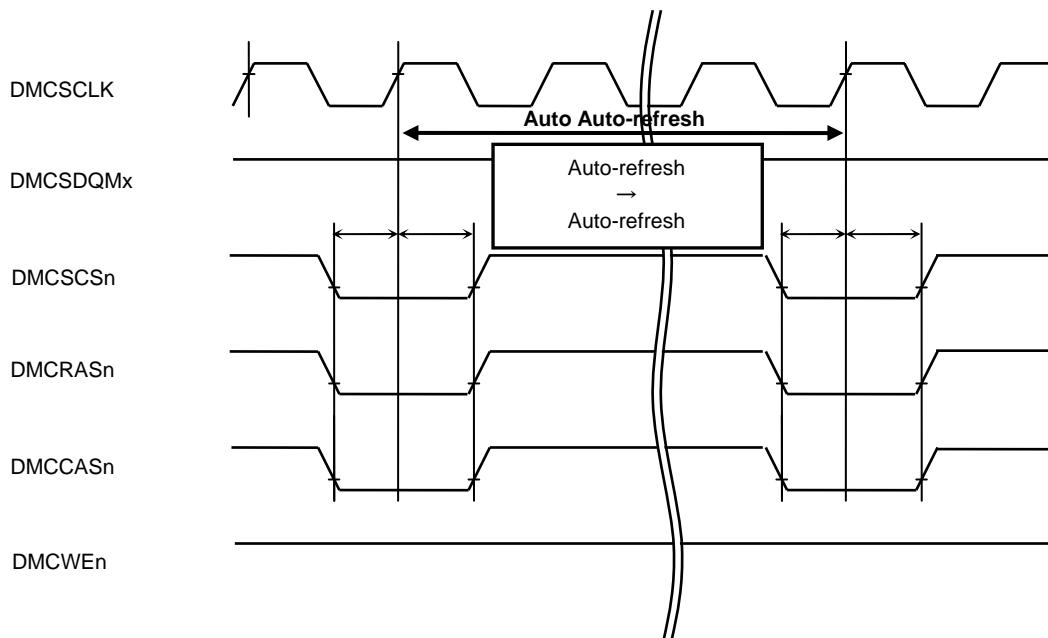 DMCSCLK
Auto Auto-refresh
DMCSDQMx
Auto-refresh
→
Auto-refresh
DMCSCSn
DMCRASn
DMCCASn
DMCWEn